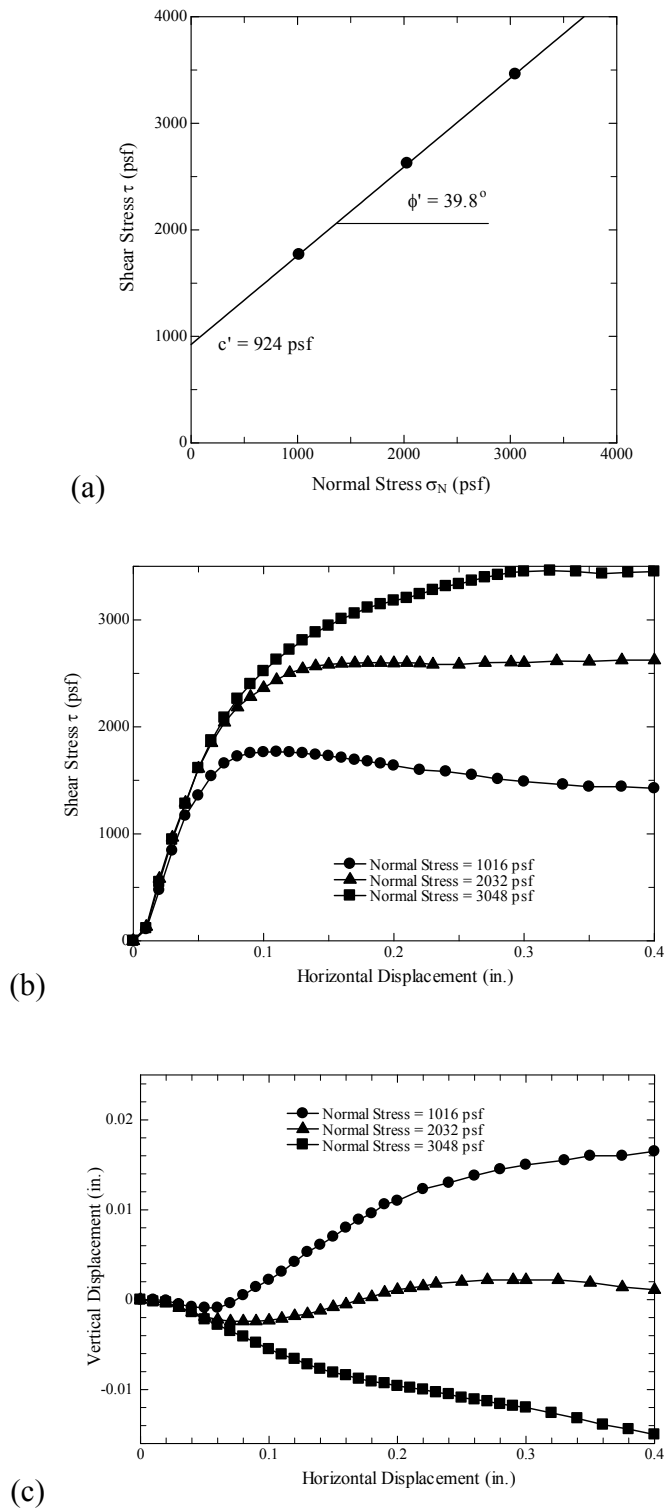 4000
3000
2000
1000
0
Shear Stress τ (psf)
ϕ' = 39.8°
c' = 924 psf
0 1000 2000 3000 4000
Normal Stress σN (psf)
(a)
3000
2000
1000
0
Shear Stress τ (psf)
Normal Stress = 1016 psf
Normal Stress = 2032 psf
Normal Stress = 3048 psf
0 0.1 0.2 0.3 0.4
Horizontal Displacement (in.)
(b)
0.02
0.01
0
-0.01
Vertical Displacement (in.)
Normal Stress = 1016 psf
Normal Stress = 2032 psf
Normal Stress = 3048 psf
0 0.1 0.2 0.3 0.4
Horizontal Displacement (in.)
(c)